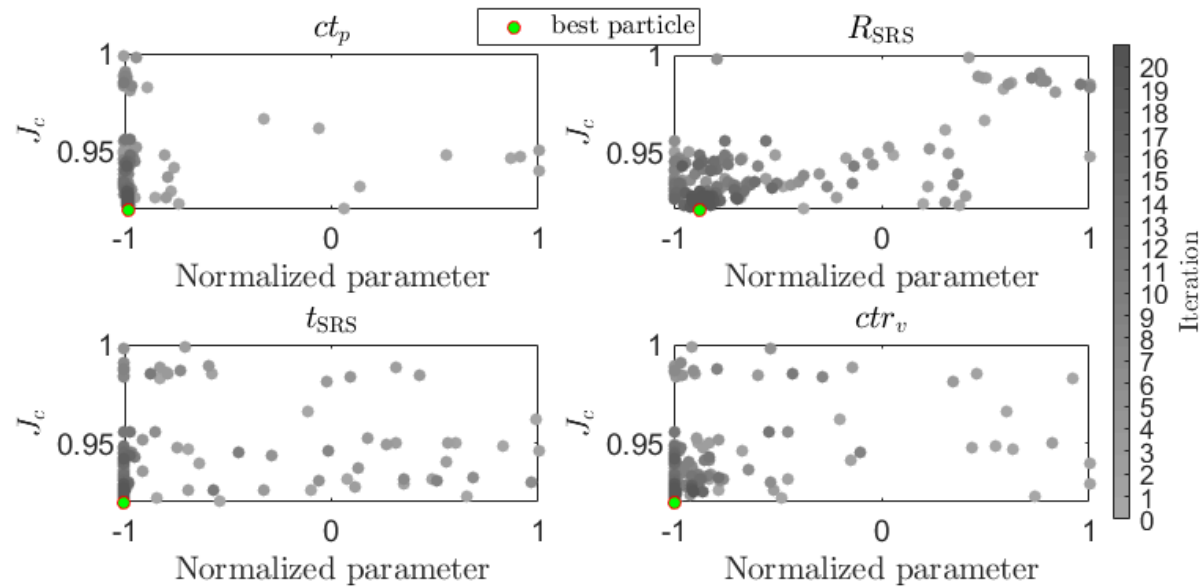 best particle
ct_p
J_c
1
0.95
-1 0 1
Normalized parameter
R_SRS
J_c
1
0.95
-1 0 1
Normalized parameter
t_SRS
J_c
1
0.95
-1 0 1
Normalized parameter
ctr_v
J_c
1
0.95
-1 0 1
Normalized parameter
20
19
18
17
16
15
14
13
12
11
10
9
8
7
6
5
4
3
2
1
0
Iteration